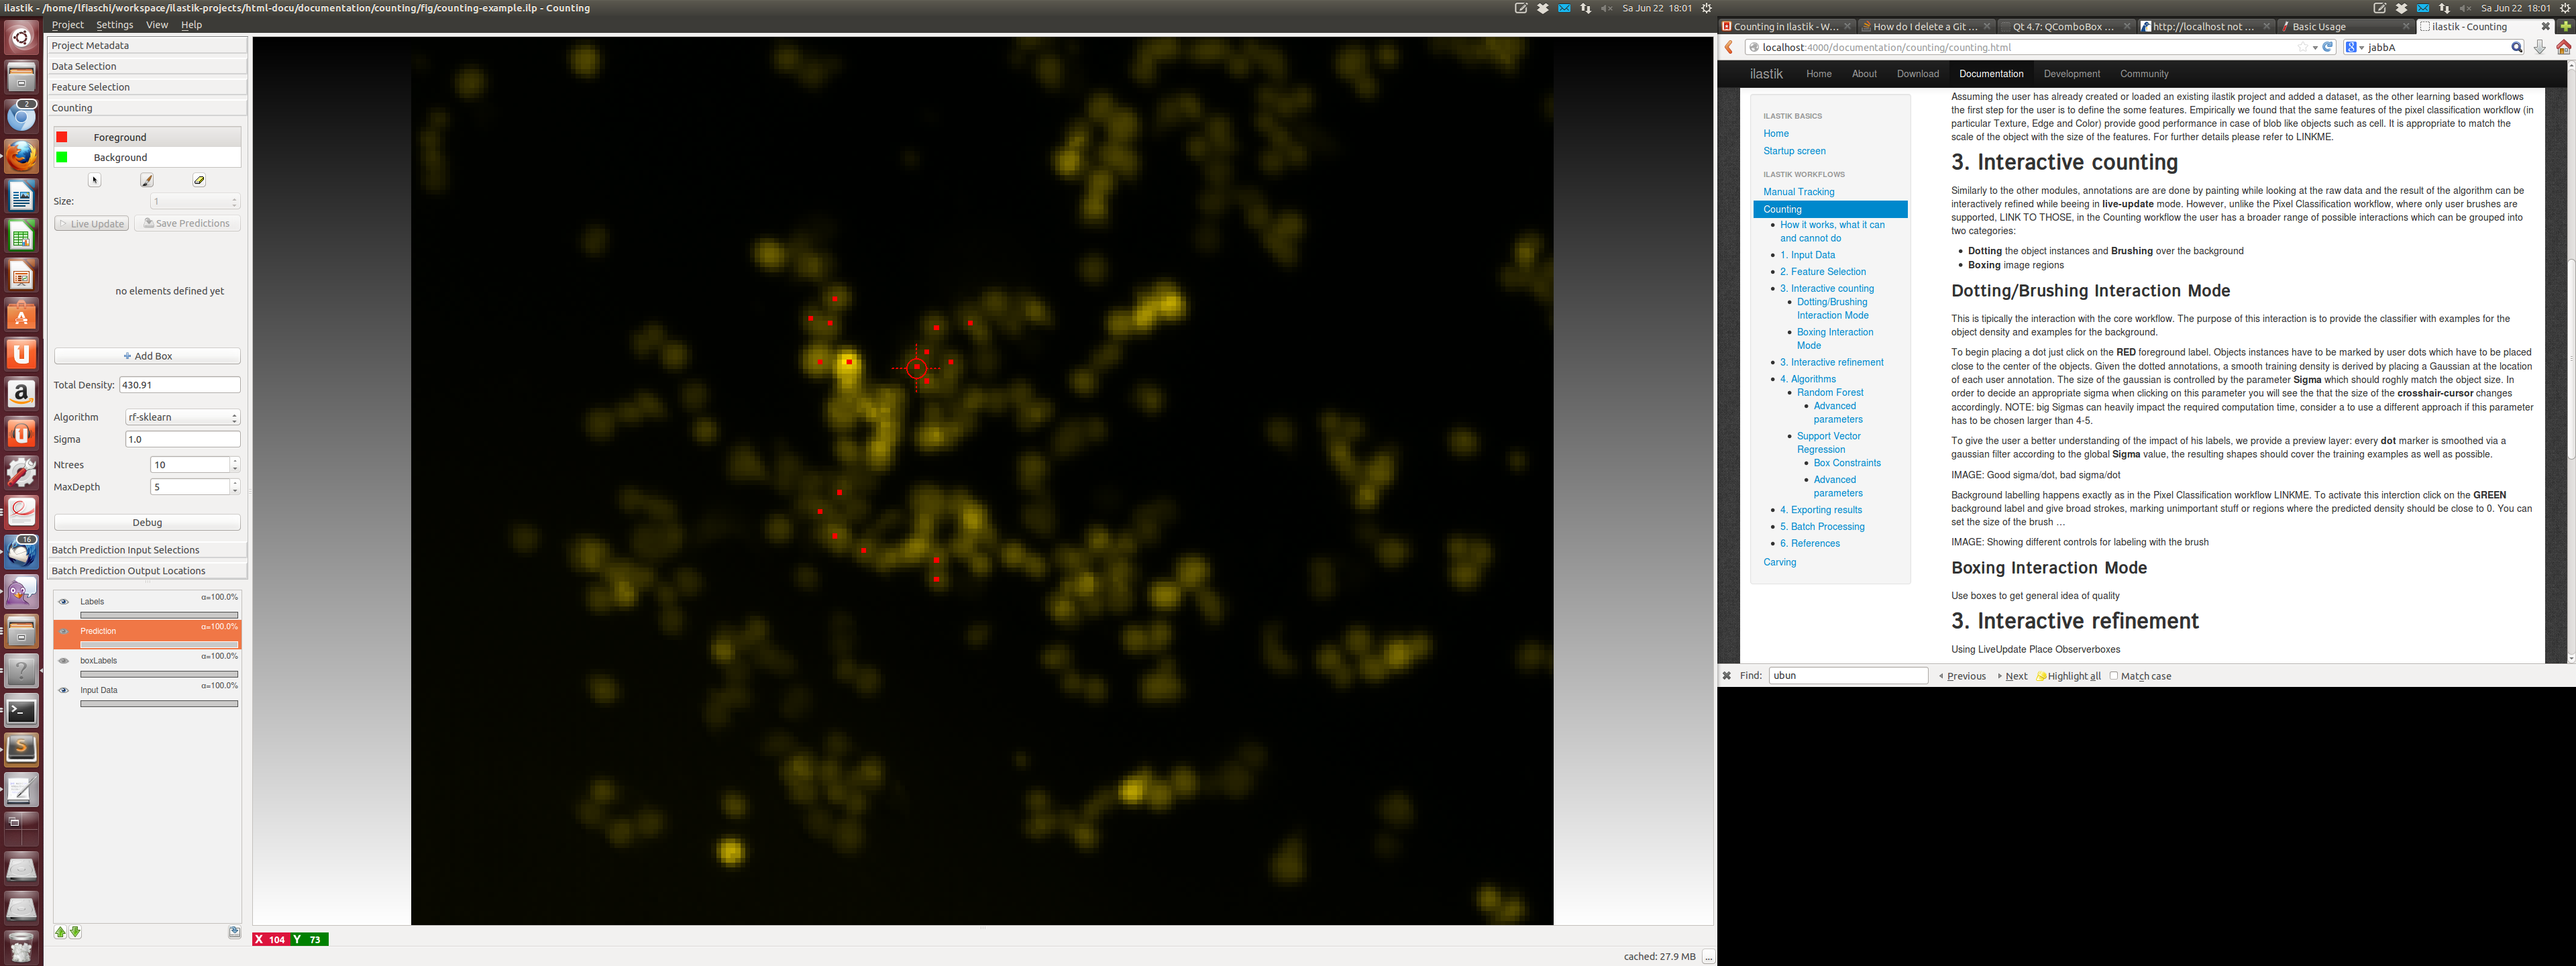 ilastik - /home/lfiaschi/workspace/ilastik-projects/html-docu/documentation/counting/fig/counting-example.ilp - Counting
Sa Jun 22 18:01
Project Settings View Help
Project Metadata
Data Selection
Feature Selection
Counting
Foreground
Background
Size: 1
Live Update Save Predictions
no elements defined yet
Add Box
Total Density: 430.91
Algorithm rf-sklearn
Sigma 1.0
Ntrees 10
MaxDepth 5
Debug
Batch Prediction Input Selections
Batch Prediction Output Locations
Labels α=100.0%
Prediction α=100.0%
boxLabels α=100.0%
Input Data α=100.0%
2
16
X 104 Y 73
cached: 27.9 MB ...
Sa Jun 22 18:01
Counting in Ilastik - W... How do I delete a Git ... Qt 4.7: QComboBox ... http://localhost not ... Basic Usage ilastik - Counting
localhost:4000/documentation/counting/counting.html
jabbA
ilastik Home About Download Documentation Development Community
ILASTIK BASICS
Home
Startup screen
ILASTIK WORKFLOWS
Manual Tracking
Counting
How it works, what it can
and cannot do
1. Input Data
2. Feature Selection
3. Interactive counting
Dotting/Brushing
Interaction Mode
Boxing Interaction
Mode
3. Interactive refinement
4. Algorithms
Random Forest
Advanced
parameters
Support Vector
Regression
Box Constraints
Advanced
parameters
4. Exporting results
5. Batch Processing
6. References
Carving
Assuming the user has already created or loaded an existing ilastik project and added a dataset, as the other learning based workflows
the first step for the user is to define the some features. Empirically we found that the same features of the pixel classification workflow (in
particular Texture, Edge and Color) provide good performance in case of blob like objects such as cell. It is appropriate to match the
scale of the object with the size of the features. For further details please refer to LINKME.
3. Interactive counting
Similarly to the other modules, annotations are are done by painting while looking at the raw data and the result of the algorithm can be
interactively refined while beeing in live-update mode. However, unlike the Pixel Classification workflow, where only user brushes are
supported, LINK TO THOSE, in the Counting workflow the user has a broader range of possible interactions which can be grouped into
two categories:
Dotting the object instances and Brushing over the background
Boxing image regions
Dotting/Brushing Interaction Mode
This is tipically the interaction with the core workflow. The purpose of this interaction is to provide the classifier with examples for the
object density and examples for the background.
To begin placing a dot just click on the RED foreground label. Objects instances have to be marked by user dots which have to be placed
close to the center of the objects. Given the dotted annotations, a smooth training density is derived by placing a Gaussian at the location
of each user annotation. The size of the gaussian is controlled by the parameter Sigma which should roghly match the object size. In
order to decide an appropriate sigma when clicking on this parameter you will see the that the size of the crosshair-cursor changes
accordingly. NOTE: big Sigmas can heavily impact the required computation time, consider a to use a different approach if this parameter
has to be chosen larger than 4-5.
To give the user a better understanding of the impact of his labels, we provide a preview layer: every dot marker is smoothed via a
gaussian filter according to the global Sigma value, the resulting shapes should cover the training examples as well as possible.
IMAGE: Good sigma/dot, bad sigma/dot
Background labelling happens exactly as in the Pixel Classification workflow LINKME. To activate this interction click on the GREEN
background label and give broad strokes, marking unimportant stuff or regions where the predicted density should be close to 0. You can
set the size of the brush ...
IMAGE: Showing different controls for labeling with the brush
Boxing Interaction Mode
Use boxes to get general idea of quality
3. Interactive refinement
Using LiveUpdate Place Observerboxes
Find: ubun Previous Next Highlight all Match case